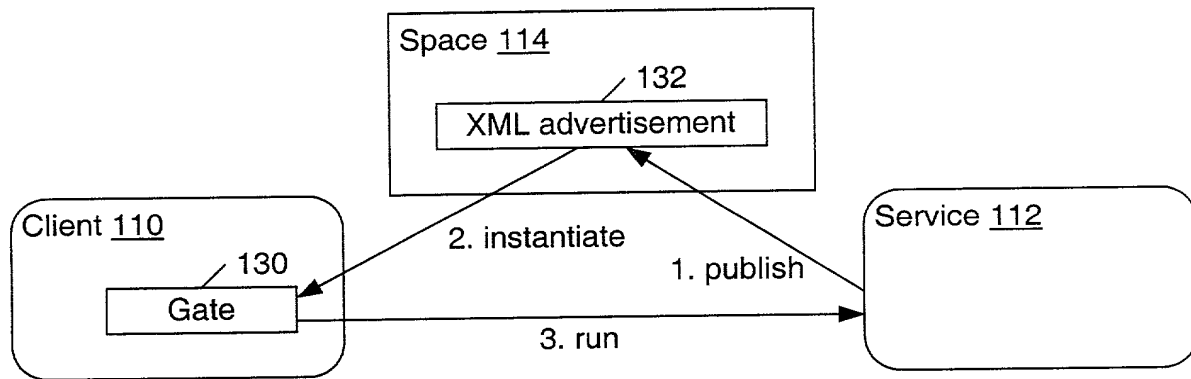 Space 114
132
XML advertisement
Client 110
2. instantiate
Service 112
130
1. publish
Gate
3. run